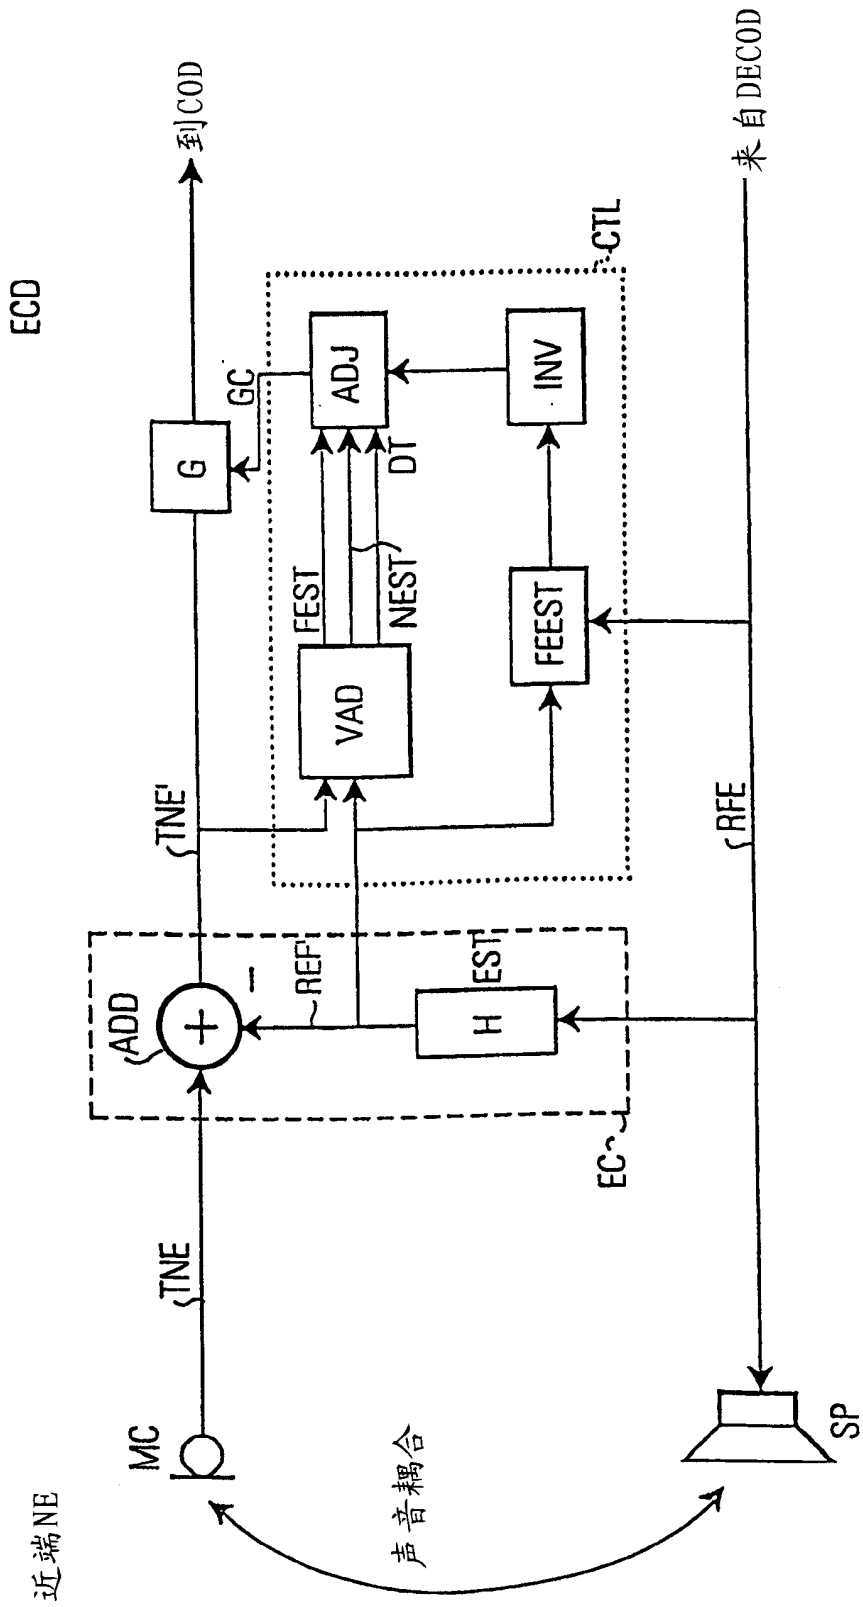 近端NE
ECD
MC
TNE
ADD
TNE'
G
到COD
GC
CTL
FEST
NEST
DT
ADJ
VAD
INV
FEEST
REF
−
+
H EST
EC
声音耦合
SP
RFE
来自DECOD